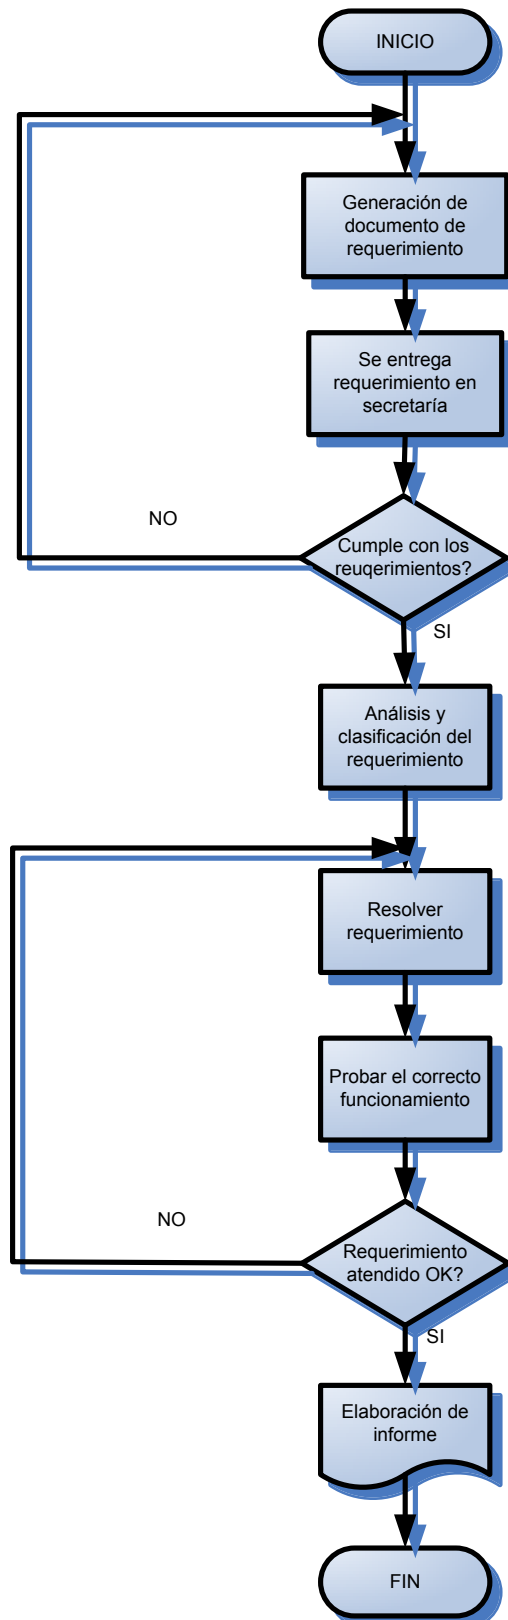 INICIO
Generación de
documento de
requerimiento
Se entrega
requerimiento en
secretaría
NO
Cumple con los
reuqerimientos?
SI
Análisis y
clasificación del
requerimiento
Resolver
requerimiento
Probar el correcto
funcionamiento
NO
Requerimiento
atendido OK?
SI
Elaboración de
informe
FIN